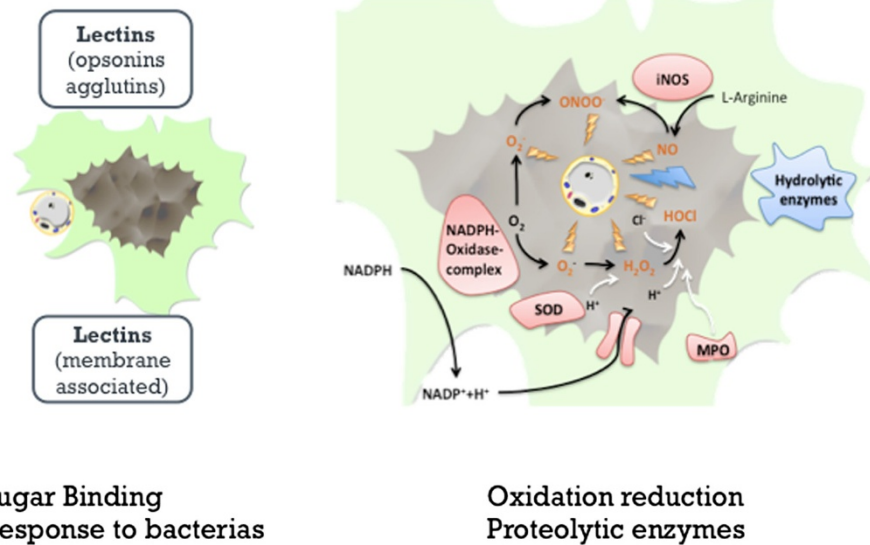 Lectins
(opsonins
agglutins)
Lectins
(membrane
associated)
ugar Binding
esponse to bacterias
iNOS
L-Arginine
ONOO⁻
O₂⁻
NO
Hydrolytic
enzymes
Cl⁻
HOCl
O₂
NADPH-
Oxidase-
complex
NADPH
O₂⁻
H₂O₂
H⁺
H⁺
SOD
MPO
NADP⁺+H⁺
Oxidation reduction
Proteolytic enzymes